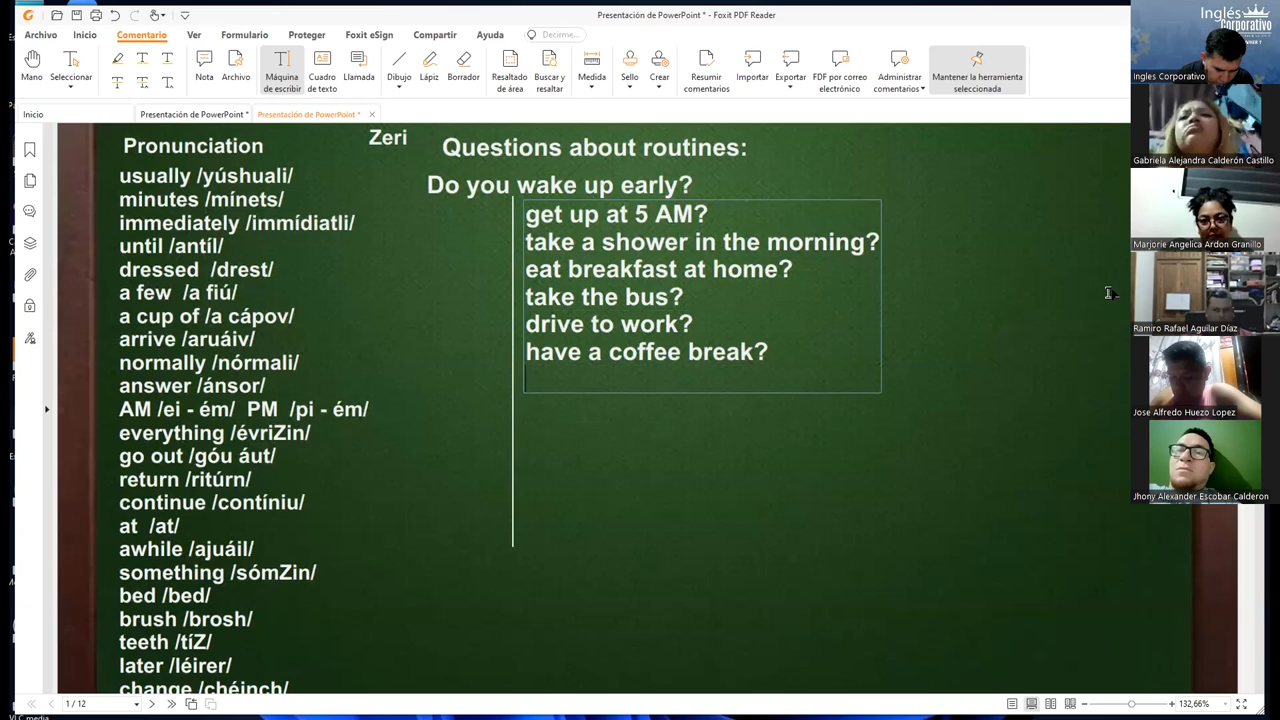 Presentación de PowerPoint * - Foxit PDF Reader
Archivo
Inicio
Comentario
Ver
Formulario
Proteger
Foxit eSign
Compartir
Ayuda
Decirme...
Mano
Seleccionar
Nota
Archivo
Máquina de escribir
Cuadro de texto
Llamada
Dibujo
Lápiz
Borrador
Resaltado de área
Buscar y resaltar
Medida
Sello
Crear
Resumir comentarios
Importar
Exportar
PDF por correo electrónico
Administrar comentarios
Mantener la herramienta seleccionada
Inicio
Presentación de PowerPoint *
Presentación de PowerPoint *
Pronunciation
usually /yúshuali/
minutes /mínets/
immediately /immídiatli/
until /antíl/
dressed /drest/
a few /a fiú/
a cup of /a cápov/
arrive /aruáiv/
normally /nórmali/
answer /ánsor/
AM /ei - ém/ PM /pi - ém/
everything /évriZin/
go out /góu áut/
return /ritúrn/
continue /contíniu/
at /at/
awhile /ajuáil/
something /sómZin/
bed /bed/
brush /brosh/
teeth /tíZ/
later /léirer/
change /chéinch/
Zeri
Questions about routines:
Do you wake up early?
get up at 5 AM?
take a shower in the morning?
eat breakfast at home?
take the bus?
drive to work?
have a coffee break?
Inglés
Corporativo
Ingles Corporativo
Gabriela Alejandra Calderón Castillo
Marjorie Angelica Ardon Granillo
Ramiro Rafael Aguilar Díaz
Jose Alfredo Huezo Lopez
Jhony Alexander Escobar Calderon
1 / 12
132,66%